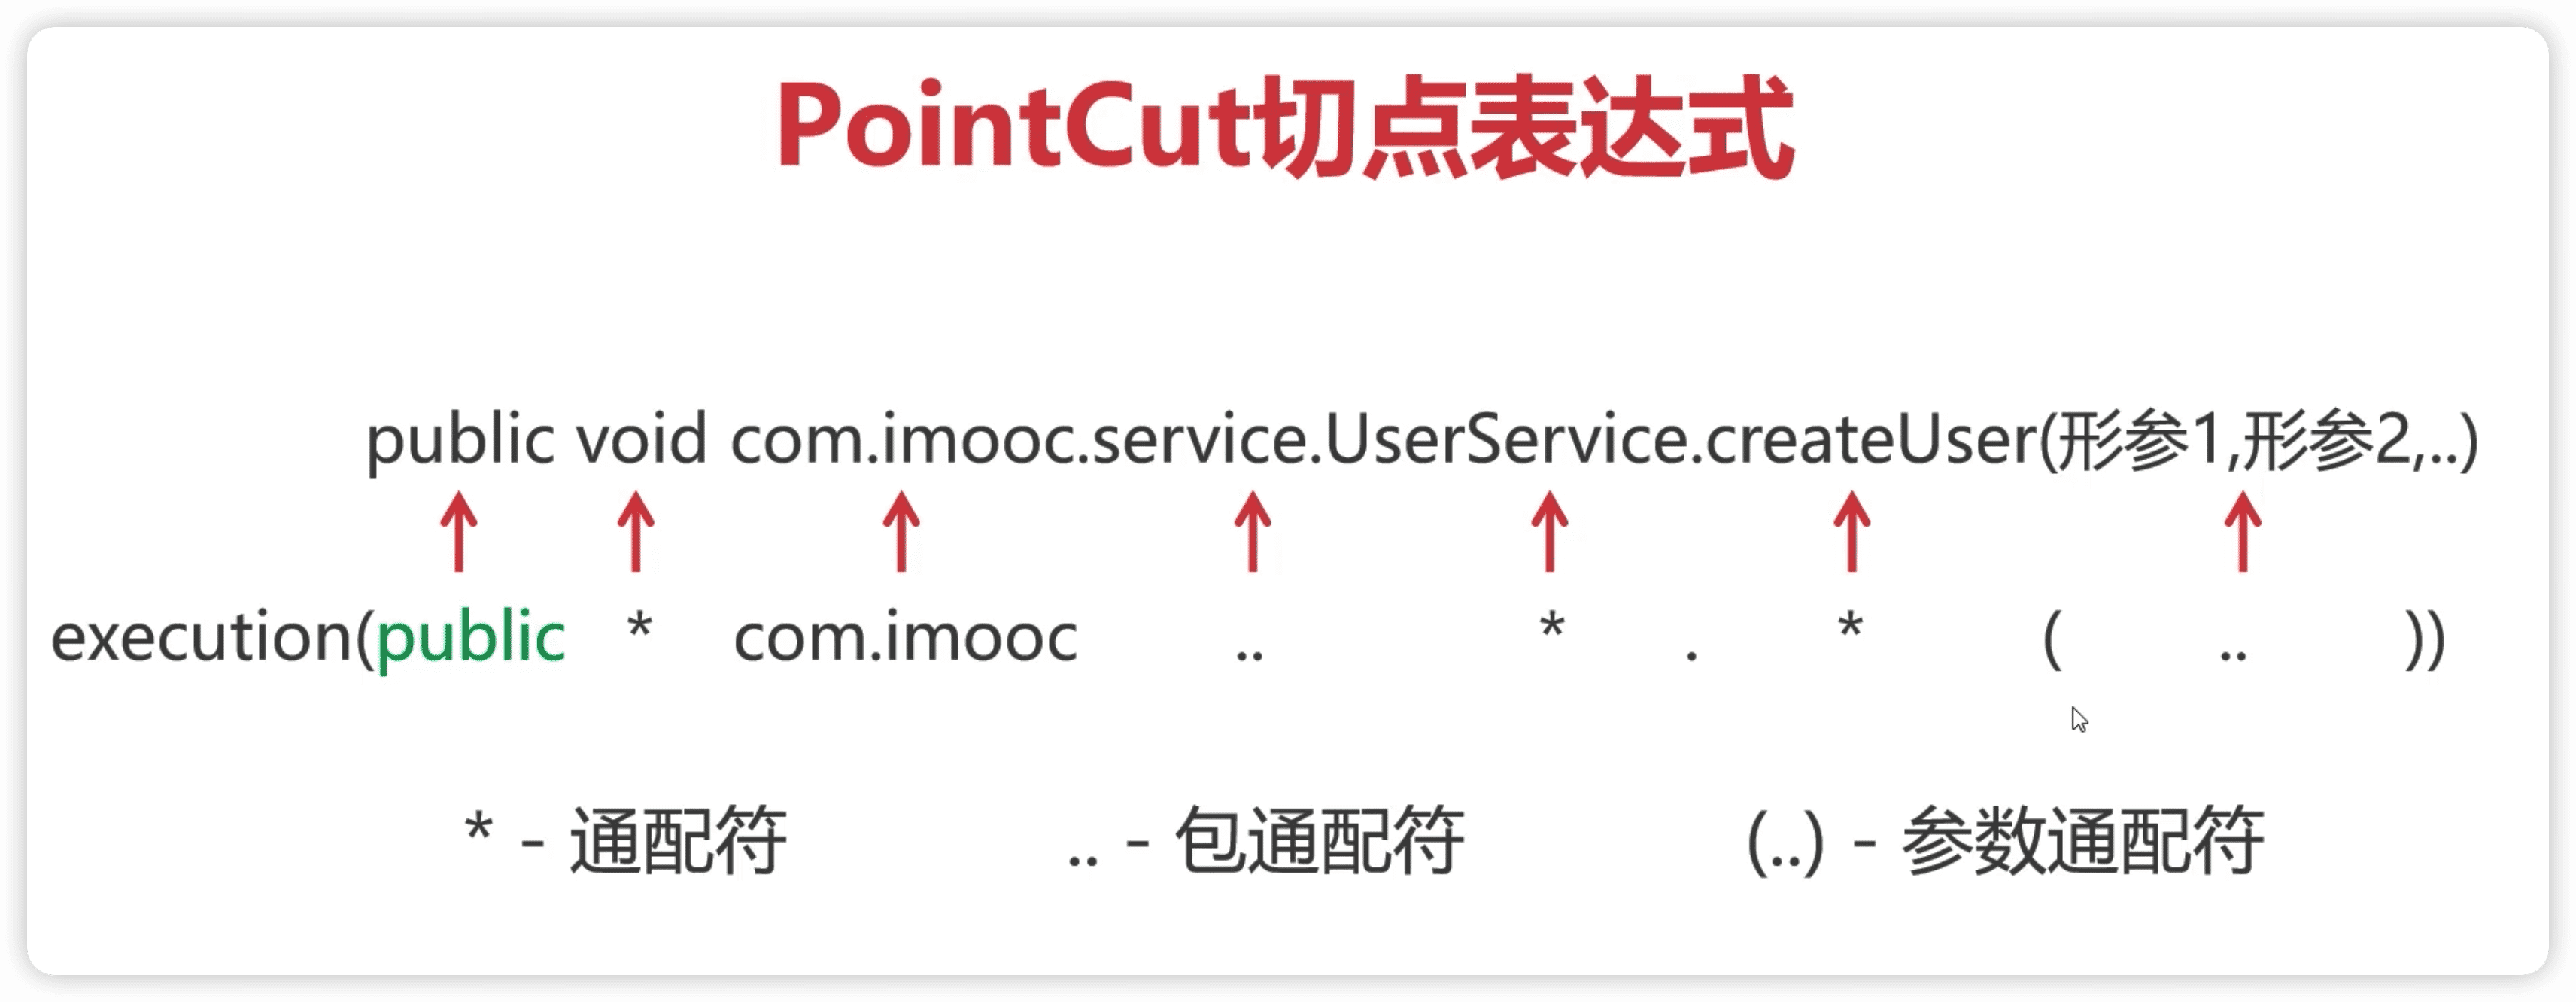 PointCut切点表达式
public void com.imooc.service.UserService.createUser(形参1,形参2,..)
execution(public * com.imooc .. * . * ( .. ))
* - 通配符 .. - 包通配符 (..) - 参数通配符